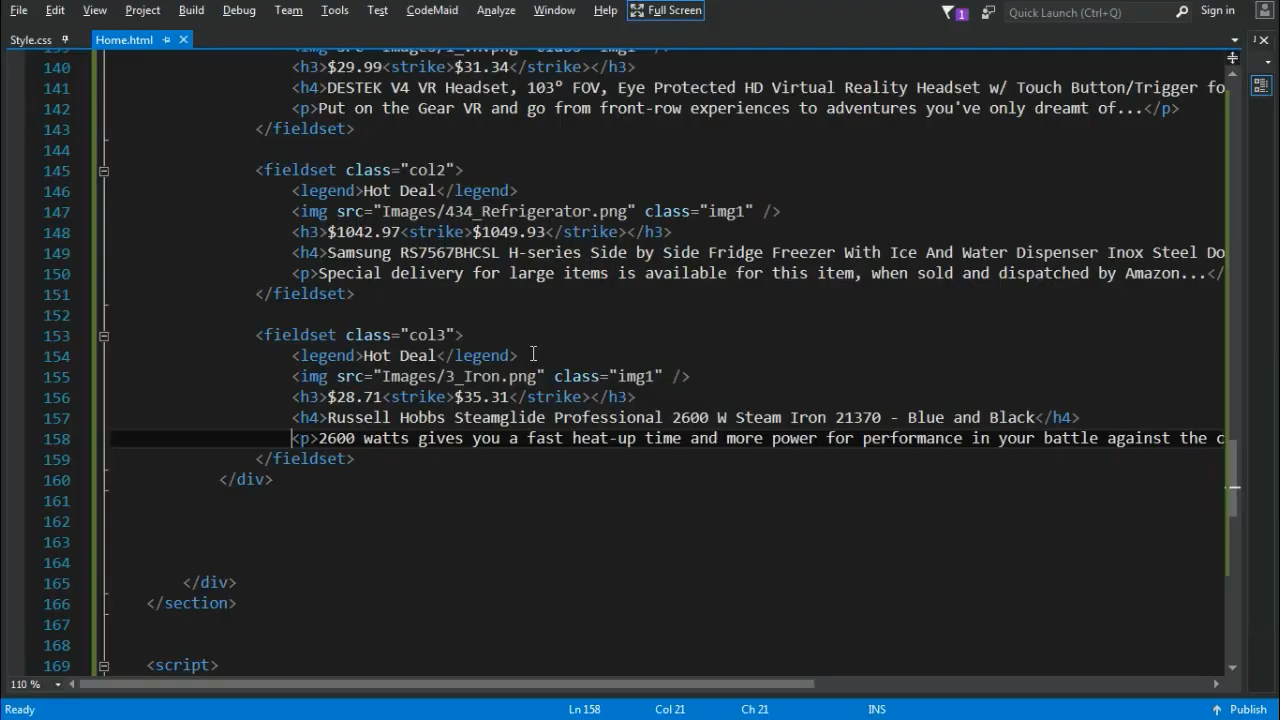 File Edit View Project Build Debug Team Tools Test CodeMaid Analyze Window Help Full Screen 1 Quick Launch (Ctrl+Q) Sign in
Style.css Home.html
140 <h3>$29.99<strike>$31.34</strike></h3>
141 <h4>DESTEK V4 VR Headset, 103° FOV, Eye Protected HD Virtual Reality Headset w/ Touch Button/Trigger fo
142 <p>Put on the Gear VR and go from front-row experiences to adventures you've only dreamt of...</p>
143 </fieldset>
144
145 <fieldset class="col2">
146 <legend>Hot Deal</legend>
147 <img src="Images/434_Refrigerator.png" class="img1" />
148 <h3>$1042.97<strike>$1049.93</strike></h3>
149 <h4>Samsung RS7567BHCSL H-series Side by Side Fridge Freezer With Ice And Water Dispenser Inox Steel Do
150 <p>Special delivery for large items is available for this item, when sold and dispatched by Amazon...</
151 </fieldset>
152
153 <fieldset class="col3">
154 <legend>Hot Deal</legend>
155 <img src="Images/3_Iron.png" class="img1" />
156 <h3>$28.71<strike>$35.31</strike></h3>
157 <h4>Russell Hobbs Steamglide Professional 2600 W Steam Iron 21370 - Blue and Black</h4>
158 <p>2600 watts gives you a fast heat-up time and more power for performance in your battle against the c
159 </fieldset>
160 </div>
161
162
163
164
165 </div>
166 </section>
167
168
169 <script>
110 %
Ready Ln 158 Col 21 Ch 21 INS Publish